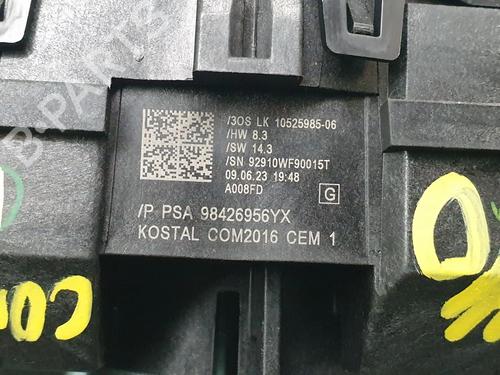 B-PARTS
/3OS LK 10525985-06
/HW 8.3
/SW 14.3
/SN 92910WF90015T
09.06.23 19:48
A008FD
G
/P PSA 98426956YX
KOSTAL COM2016 CEM 1